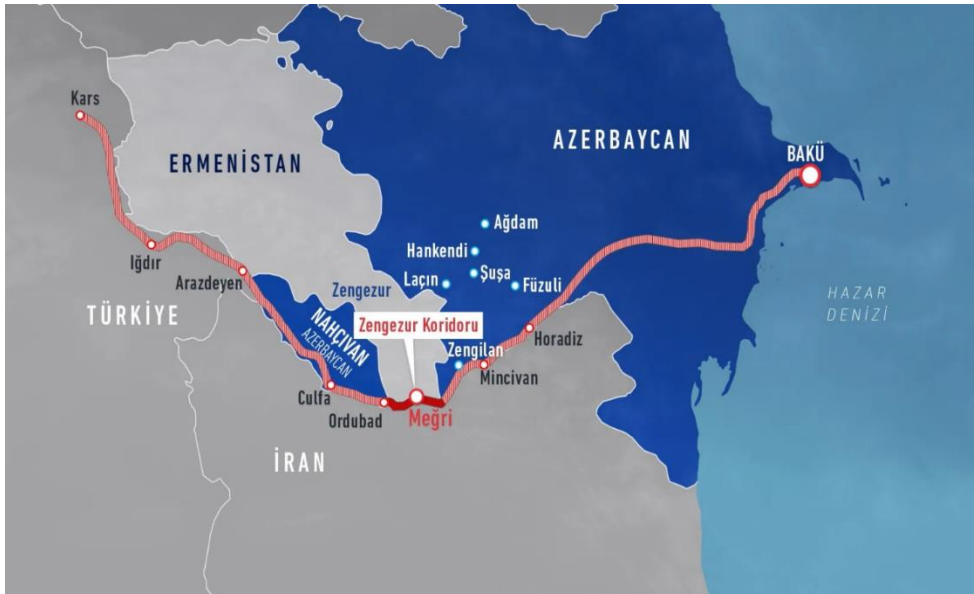 Kars
ERMENİSTAN
AZERBAYCAN
BAKÜ
Ağdam
Iğdır
Hankendi
Arazdeyen
Laçın
Şuşa
Füzuli
Zengezur
HAZAR
DENİZİ
TÜRKİYE
NAHÇIVAN
AZERBAYCAN
Zengezur Koridoru
Horadiz
Zengilan
Mincivan
Culfa
Ordubad
Meğri
İRAN